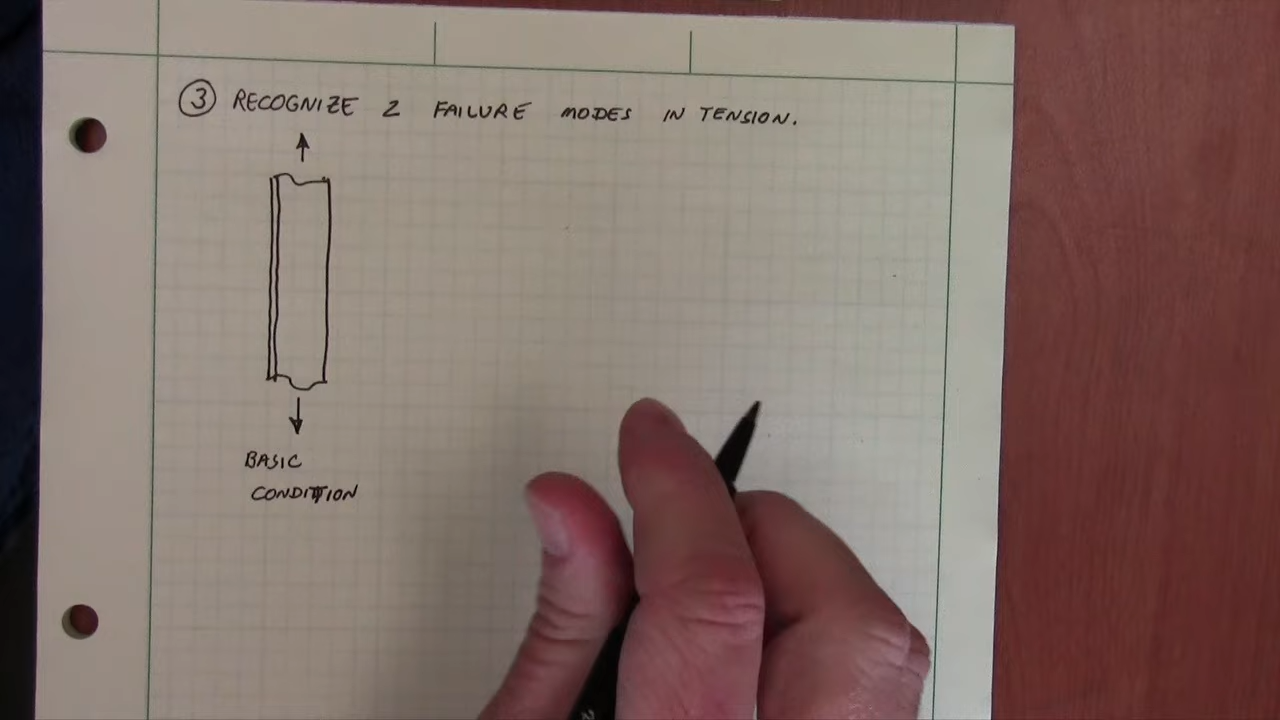 ③ RECOGNIZE 2 FAILURE MODES IN TENSION.
BASIC
CONDITION